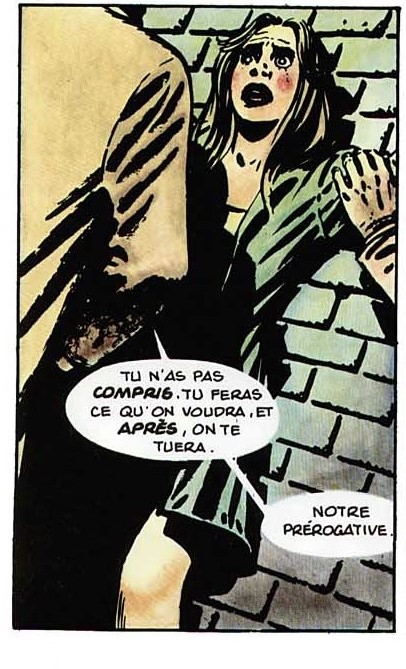 TU N'AS PAS
COMPRIS. TU FERAS
CE QU'ON VOUDRA, ET
APRÈS, ON TE
TUERA.
NOTRE
PRÉROGATIVE.